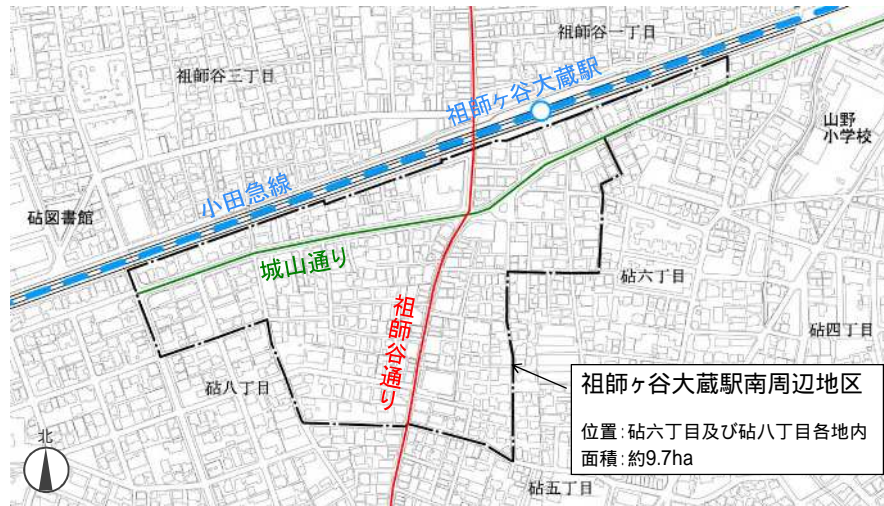 祖師谷一丁目
祖師谷三丁目
祖師ヶ谷大蔵駅
山野
小学校
小田急線
砧図書館
城山通り
砧六丁目
祖師谷通り
砧四丁目
砧八丁目
祖師ヶ谷大蔵駅南周辺地区
位置：砧六丁目及び砧八丁目各地内
面積：約9.7ha
北
砧五丁目